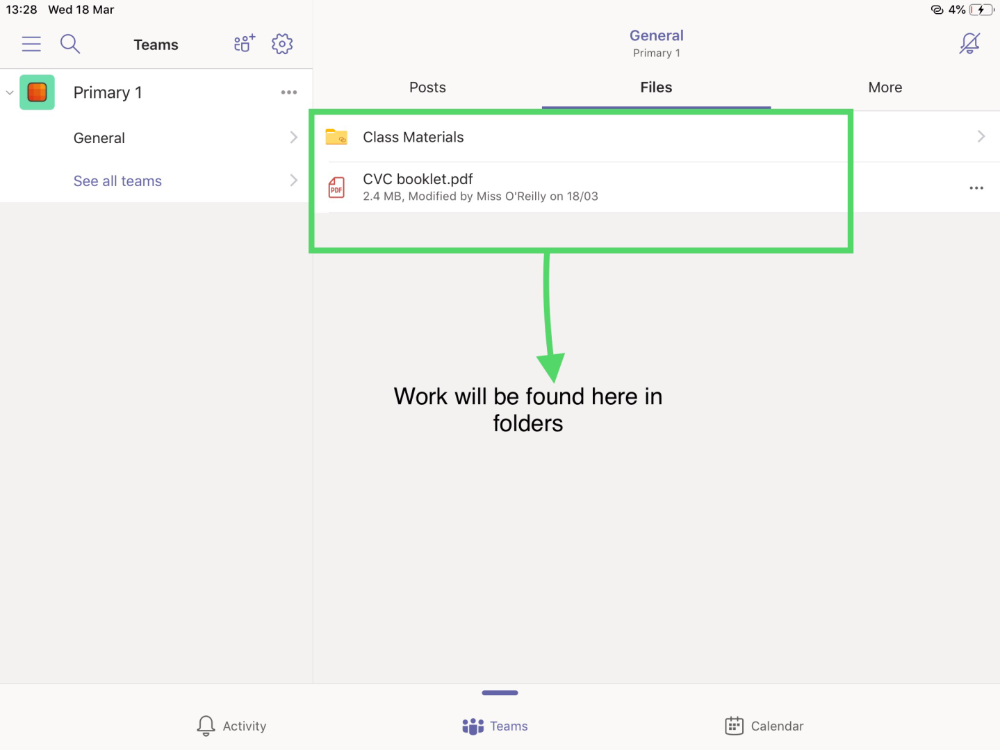 13:28 Wed 18 Mar
4%
Teams
General
Primary 1
Primary 1
General
See all teams
Posts
Files
More
Class Materials
PDF
CVC booklet.pdf
2.4 MB, Modified by Miss O'Reilly on 18/03
Work will be found here in
folders
Activity
Teams
Calendar